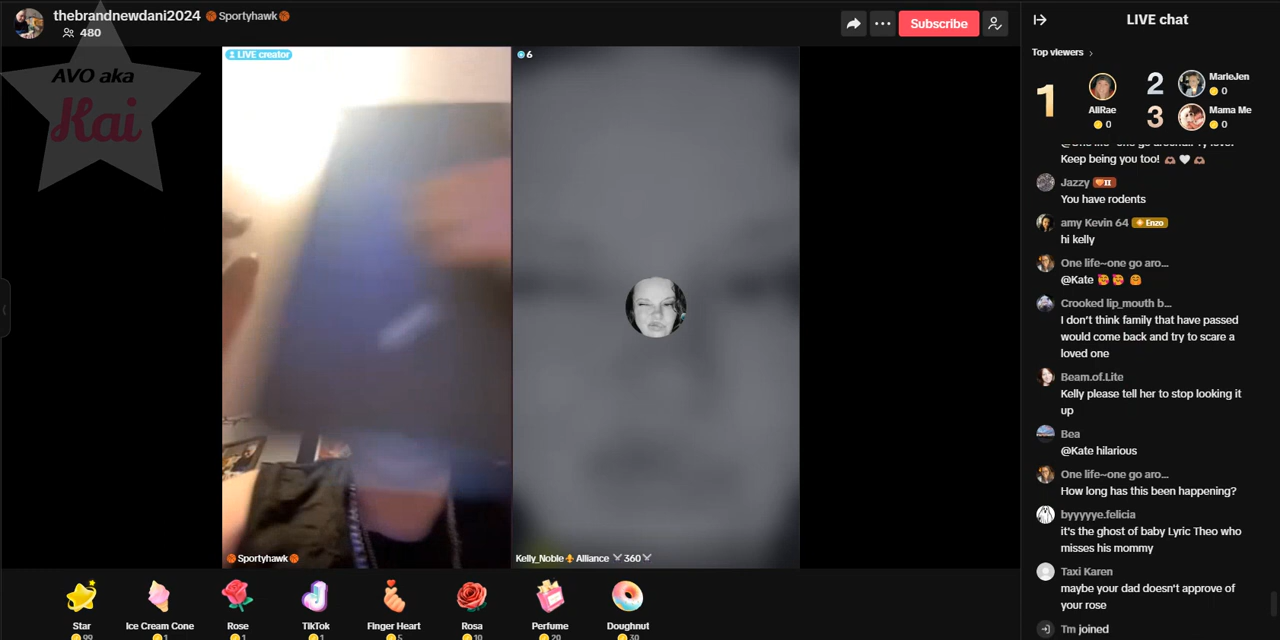 thebrandnewdani2024 🏀 Sportyhawk 🏀
480
Subscribe
AVO aka
Kai
LIVE creator
6
🏀 Sportyhawk 🏀
Kelly_Noble Alliance 360
Star
99
Ice Cream Cone
1
Rose
1
TikTok
1
Finger Heart
5
Rosa
10
Perfume
20
Doughnut
30
LIVE chat
Top viewers >
1
AllRae
0
2
MarieJen
0
3
Mama Me
0
Keep being you too! 🫶🏽 🤍 🫶🏽
Jazzy II
You have rodents
amy Kevin 64 Enzo
hi kelly
One life~one go aro...
@Kate 🥰 🥰 🤗
Crooked lip_mouth b...
I don't think family that have passed
would come back and try to scare a
loved one
Beam.of.Lite
Kelly please tell her to stop looking it
up
Bea
@Kate hilarious
One life~one go aro...
How long has this been happening?
byyyyye.felicia
it's the ghost of baby Lyric Theo who
misses his mommy
Taxi Karen
maybe your dad doesn't approve of
your rose
Tm joined